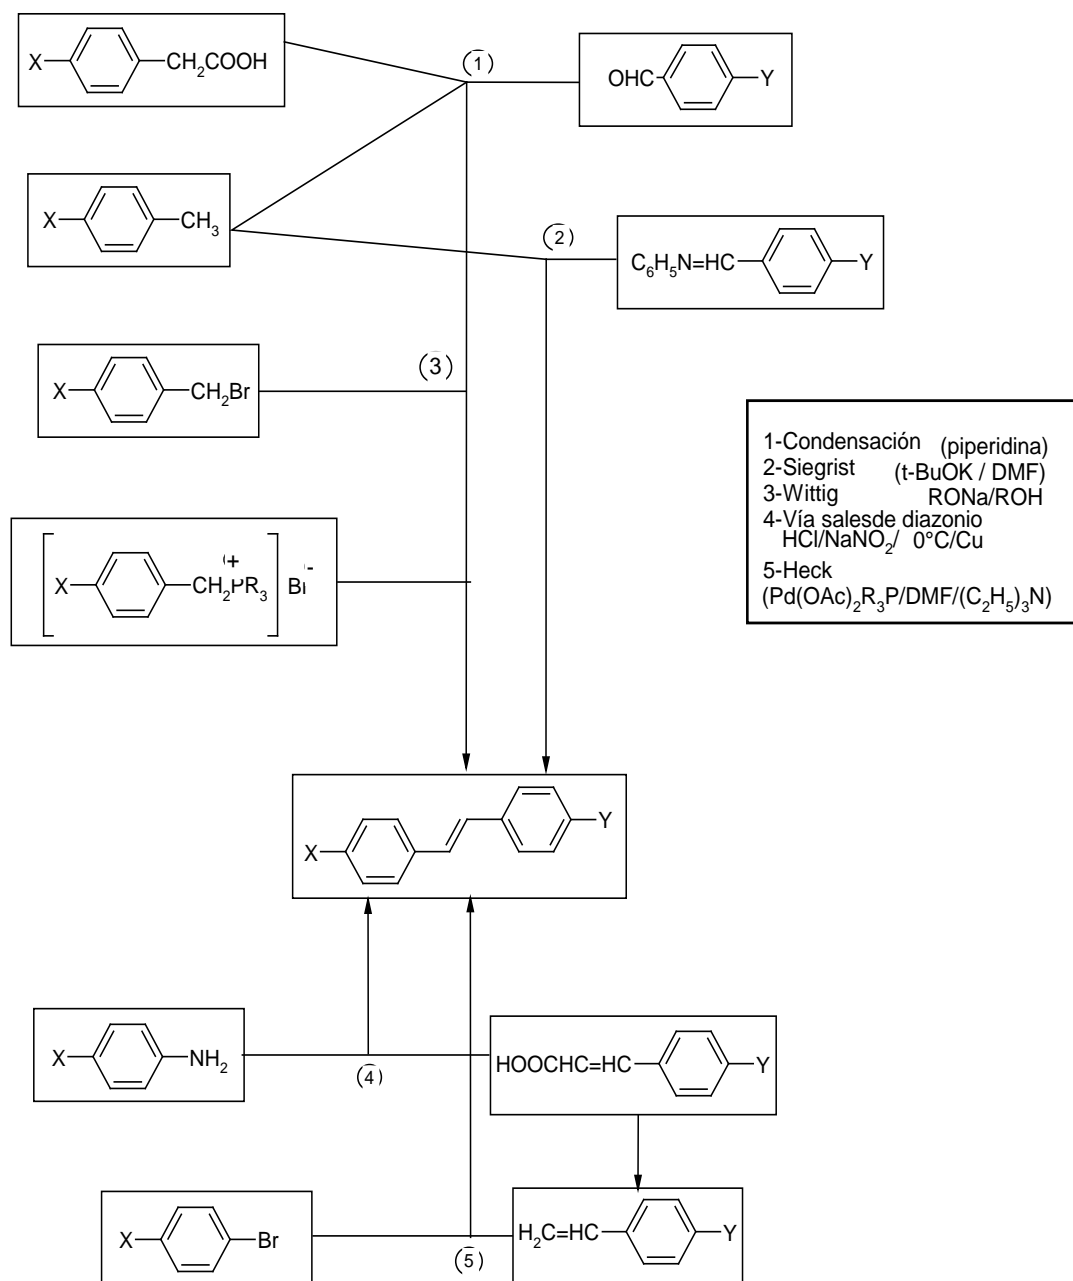 X
CH2COOH
(1)
OHC
Y
X
CH3
(2)
C6H5N=HC
Y
X
CH2Br
(3)
X
CH2PR3
+
Br
-
1-Condensación (piperidina)
2-Siegrist (t-BuOK / DMF)
3-Wittig RONa/ROH
4-Vía salesde diazonio
HCl/NaNO2/ 0°C/Cu
5-Heck
(Pd(OAc)2R3P/DMF/(C2H5)3N)
X
Y
X
NH2
(4)
HOOCHC=HC
Y
X
Br
(5)
H2C=HC
Y